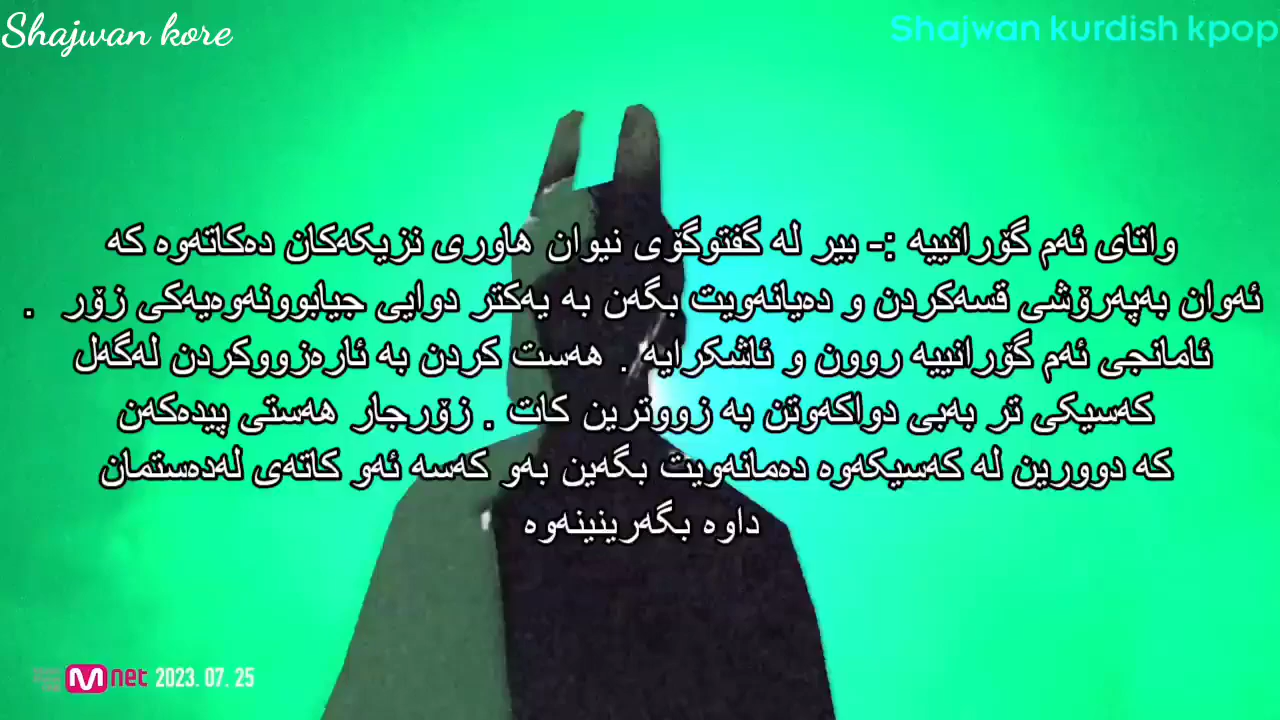 Shajwan kore
Shajwan kurdish kpop
واتای ئەم گۆرانییە :- بیر لە گفتوگۆی نیوان هاوری نزیکەکان دەکاتەوە کە
ئەوان بەپەرۆشی قسەکردن و دەیانەویت بگەن بە یەکتر دوایی جیابوونەوەیەکی زۆر .
ئامانجی ئەم گۆرانییە روون و ئاشکرایە . هەست کردن بە ئارەزووکردن لەگەل
کەسیکی تر بەبی دواکەوتن بە زووترین کات . زۆرجار هەستی پیدەکەن
کە دوورین لە کەسیکەوە دەمانەویت بگەین بەو کەسە ئەو کاتەی لەدەستمان
داوە بگەرینینەوە
Mnet 2023. 07. 25